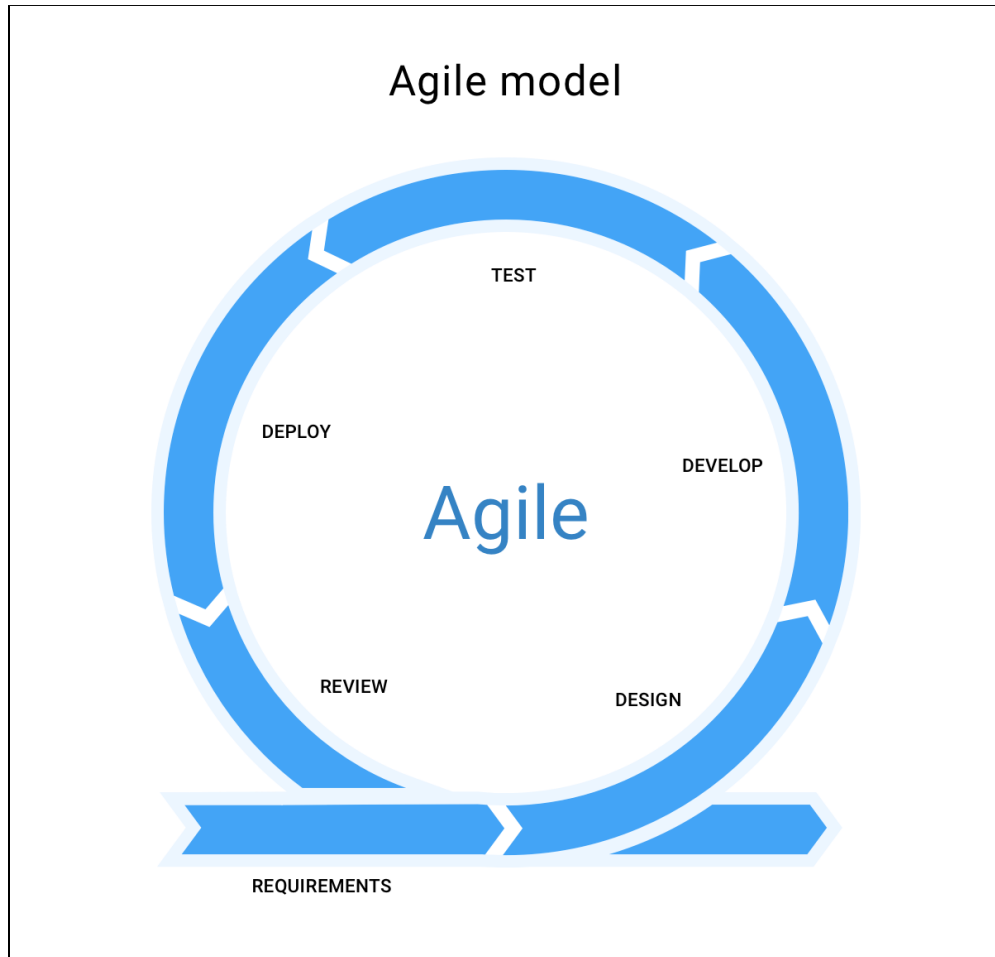 Agile model
TEST
DEPLOY
DEVELOP
Agile
REVIEW
DESIGN
REQUIREMENTS